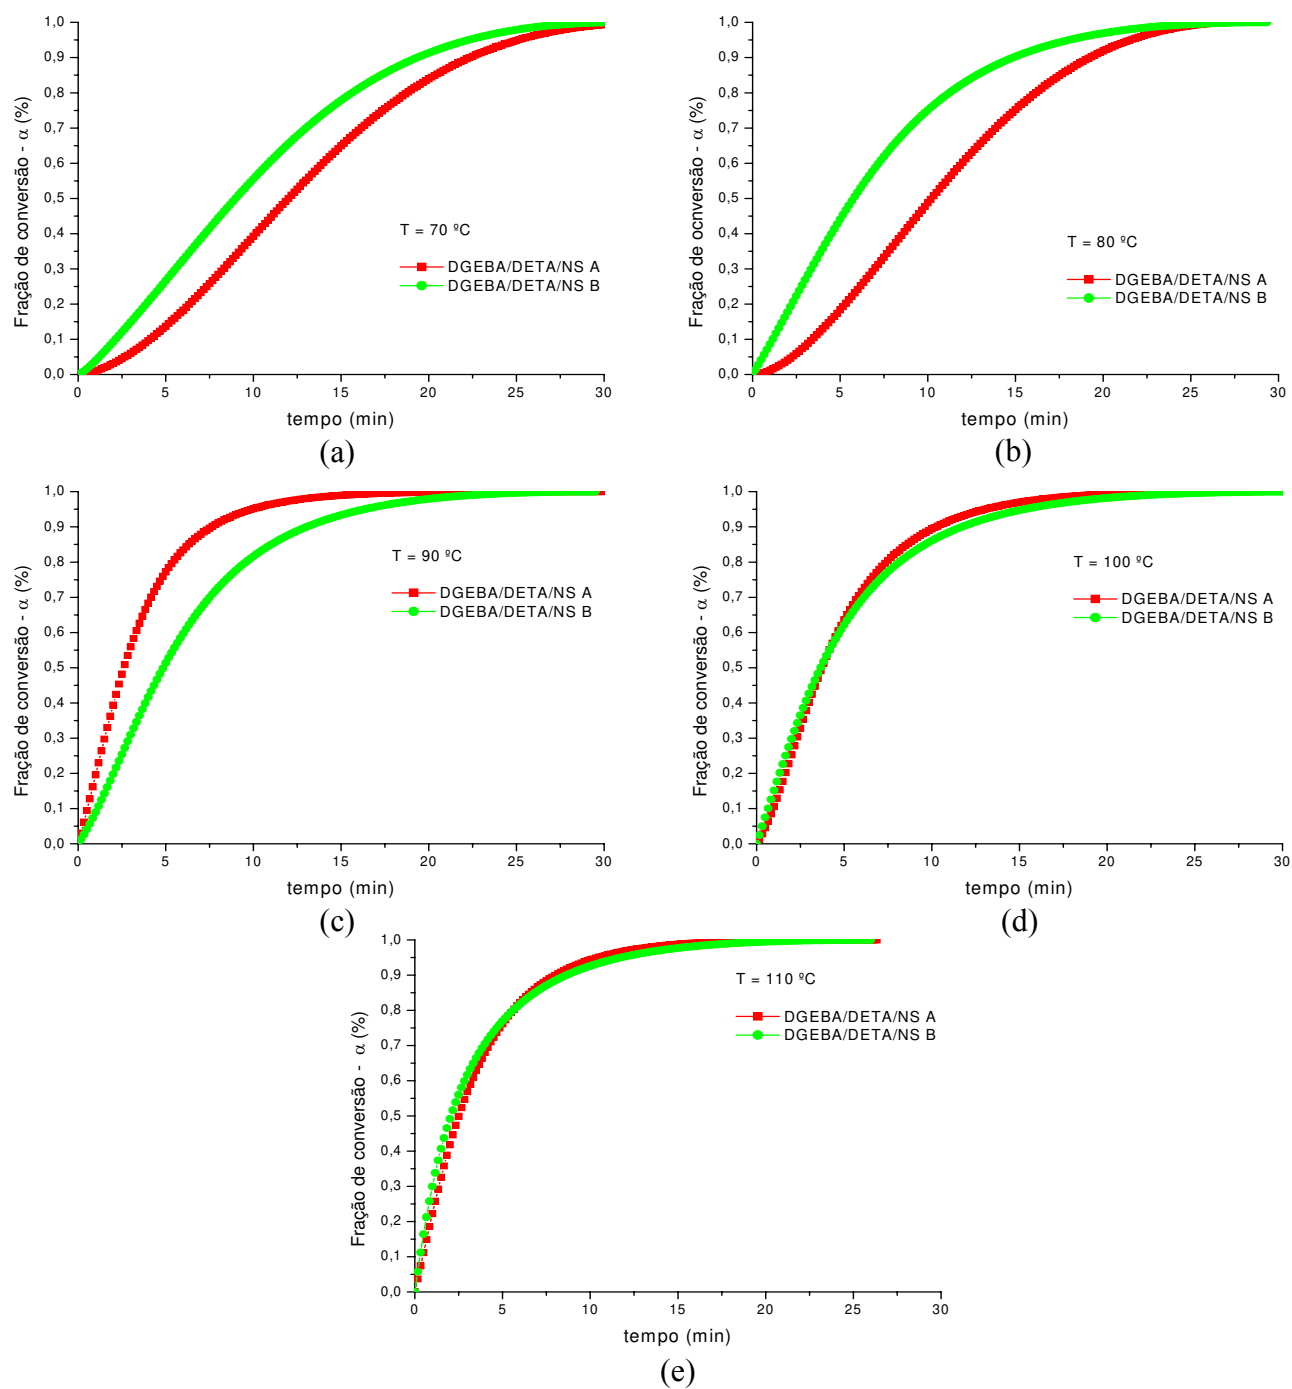 1,0
0,9
0,8
0,7
0,6
0,5
0,4
0,3
0,2
0,1
0,0
Fração de conversão - α (%)
T = 70 ºC
DGEBA/DETA/NS A
DGEBA/DETA/NS B
0 5 10 15 20 25 30
tempo (min)
(a)
1,0
0,9
0,8
0,7
0,6
0,5
0,4
0,3
0,2
0,1
0,0
Fração de ocnversão - α (%)
T = 80 ºC
DGEBA/DETA/NS A
DGEBA/DETA/NS B
0 5 10 15 20 25 30
tempo (min)
(b)
1,0
0,9
0,8
0,7
0,6
0,5
0,4
0,3
0,2
0,1
0,0
Fração de conversão - α (%)
T = 90 ºC
DGEBA/DETA/NS A
DGEBA/DETA/NS B
0 5 10 15 20 25 30
tempo (min)
(c)
1,0
0,9
0,8
0,7
0,6
0,5
0,4
0,3
0,2
0,1
0,0
Fração de conversão - α (%)
T = 100 ºC
DGEBA/DETA/NS A
DGEBA/DETA/NS B
0 5 10 15 20 25 30
tempo (min)
(d)
1,0
0,9
0,8
0,7
0,6
0,5
0,4
0,3
0,2
0,1
0,0
Fração de conversão - α (%)
T = 110 ºC
DGEBA/DETA/NS A
DGEBA/DETA/NS B
0 5 10 15 20 25 30
tempo (min)
(e)